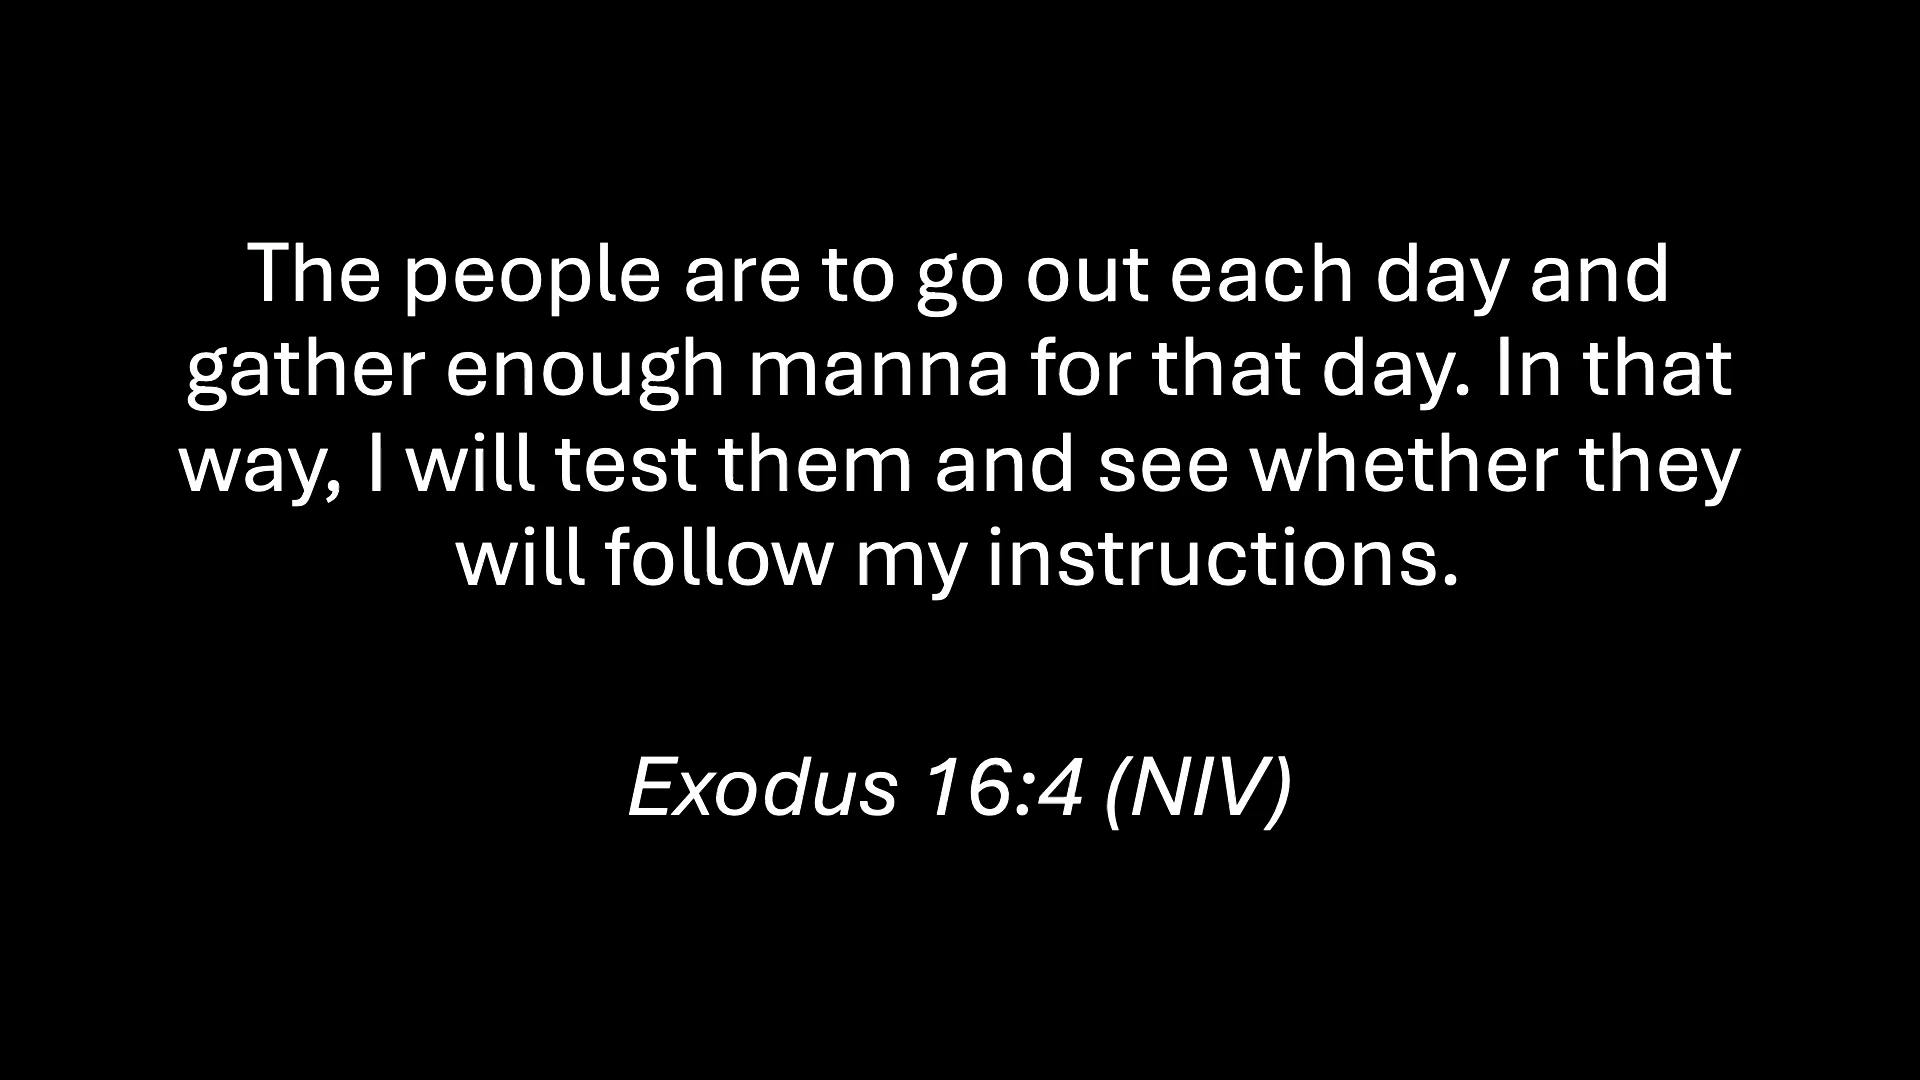 The people are to go out each day and
gather enough manna for that day. In that
way, I will test them and see whether they
will follow my instructions.
Exodus 16:4 (NIV)